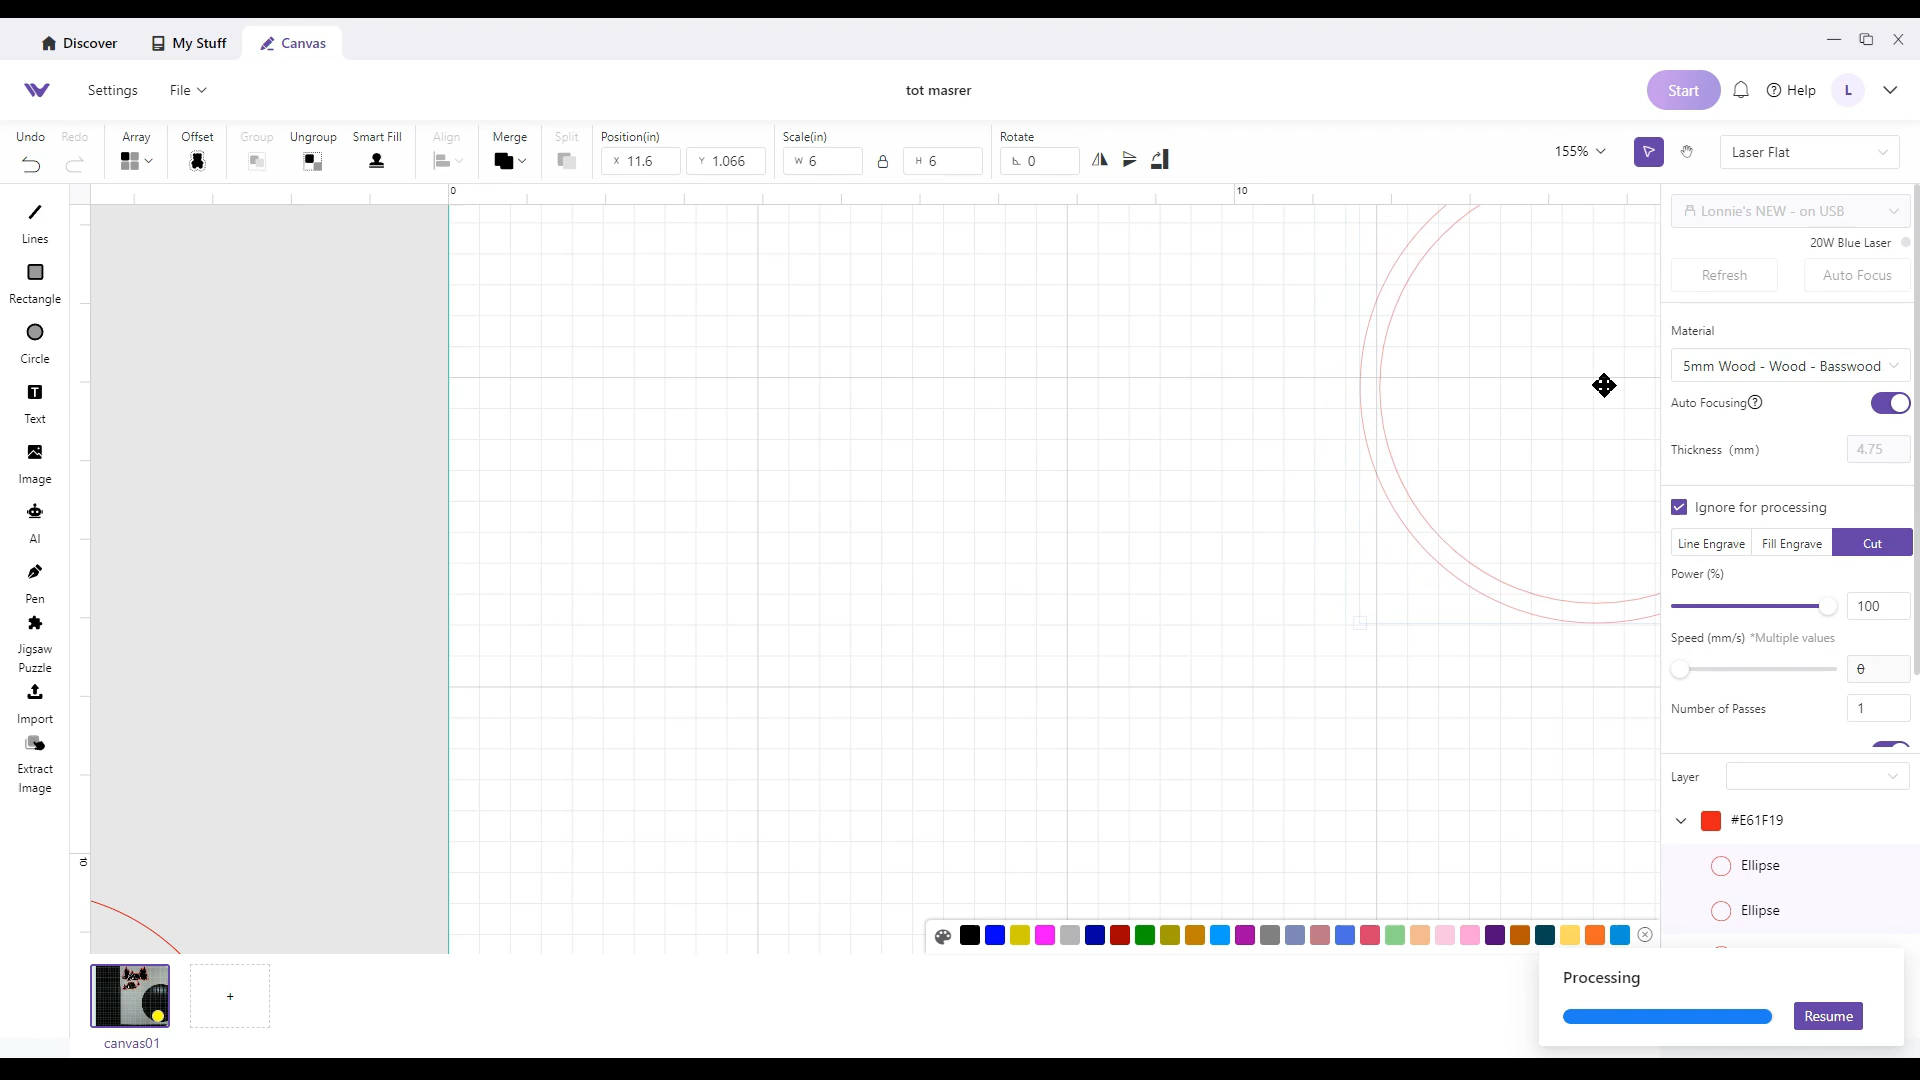 Discover
My Stuff
Canvas
Settings
File
tot masrer
Start
Help
L
Undo
Redo
Array
Offset
Group
Ungroup
Smart Fill
Align
Merge
Split
Position(in)
X 11.6
Y 1.066
Scale(in)
W 6
H 6
Rotate
0
155%
Laser Flat
0
10
Lines
Rectangle
Circle
Text
Image
AI
Pen
Jigsaw
Puzzle
Import
Extract
Image
10
Lonnie's NEW - on USB
20W Blue Laser
Refresh
Auto Focus
Material
5mm Wood - Wood - Basswood
Auto Focusing
Thickness (mm)
4.75
Ignore for processing
Line Engrave
Fill Engrave
Cut
Power (%)
100
Speed (mm/s) *Multiple values
0
Number of Passes
1
Layer
#E61F19
Ellipse
Ellipse
Processing
Resume
+
canvas01